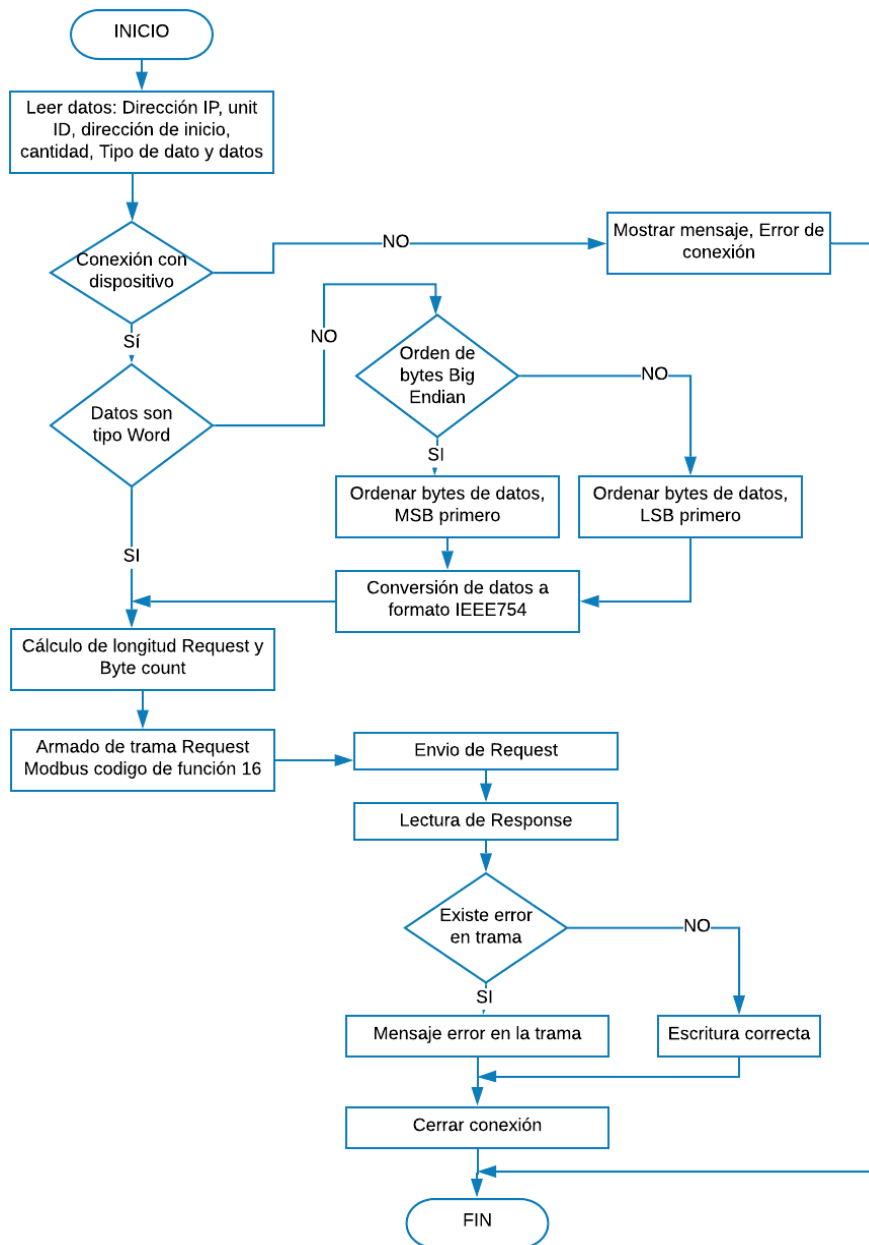 INICIO
Leer datos: Dirección IP, unit
ID, dirección de inicio,
cantidad, Tipo de dato y datos
Conexión con
dispositivo
NO
Mostrar mensaje, Error de
conexión
Sí
NO
Orden de
bytes Big
Endian
NO
Datos son
tipo Word
SI
Ordenar bytes de datos,
MSB primero
Ordenar bytes de datos,
LSB primero
SI
Conversión de datos a
formato IEEE754
Cálculo de longitud Request y
Byte count
Armado de trama Request
Modbus codigo de función 16
Envio de Request
Lectura de Response
Existe error
en trama
NO
SI
Mensaje error en la trama
Escritura correcta
Cerrar conexión
FIN